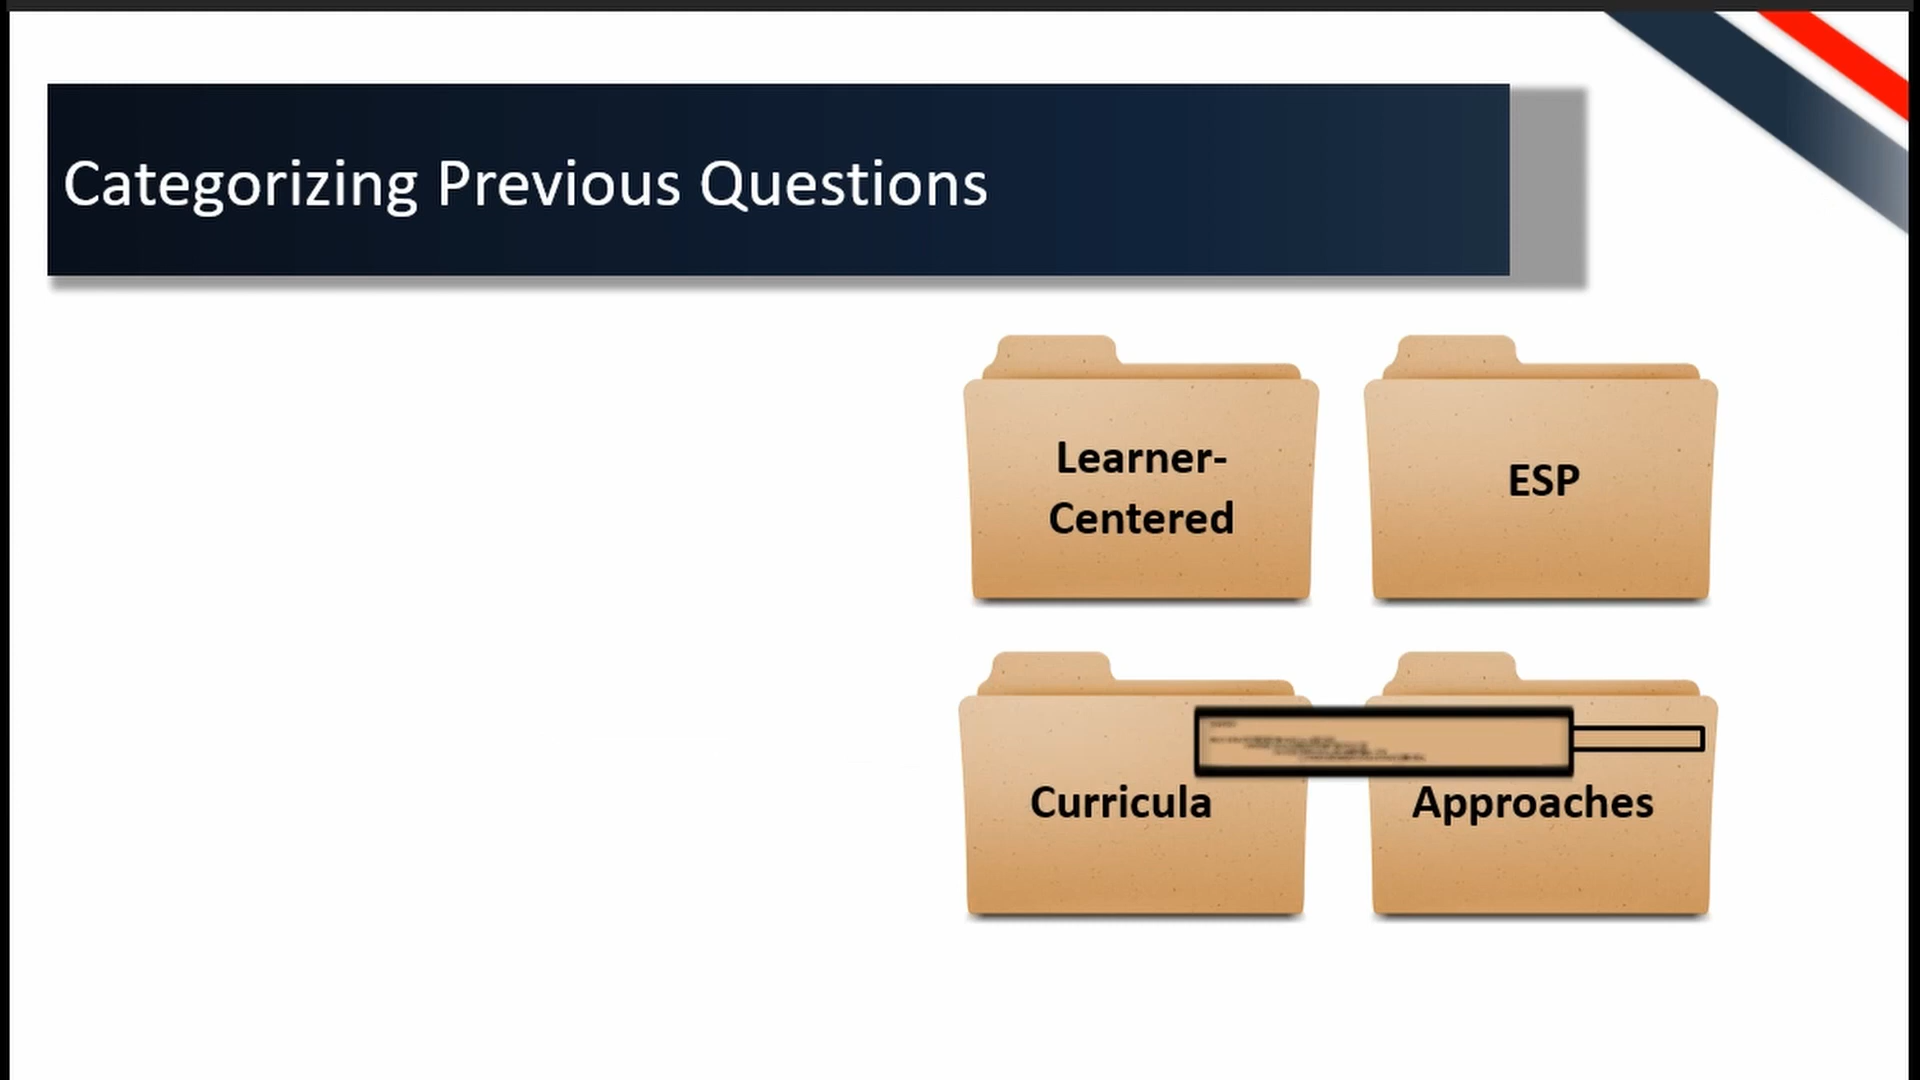 Categorizing Previous Questions
Learner-
Centered
ESP
Curricula
Approaches